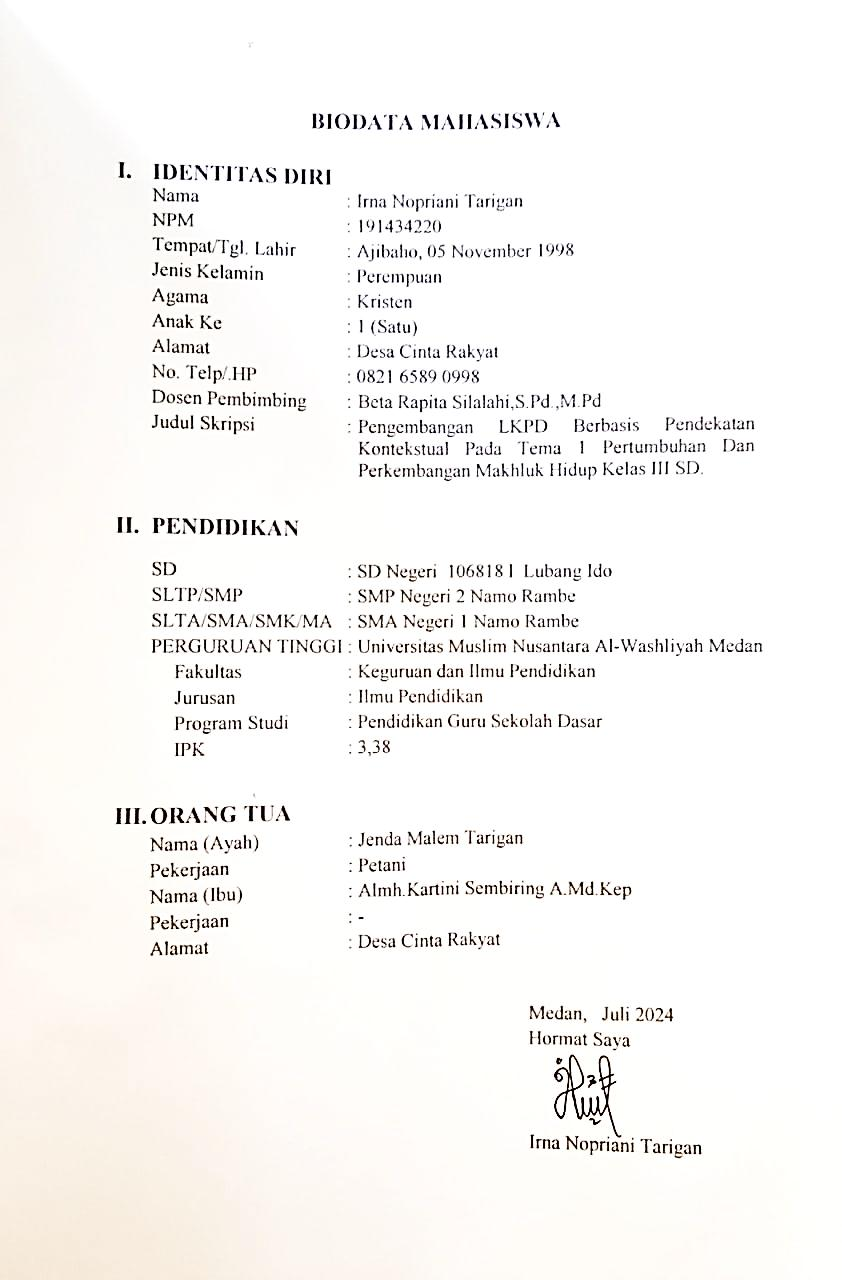 BIODATA MAHASISWA
I. IDENTITAS DIRI
Nama : Irna Nopriani Tarigan
NPM : 191434220
Tempat/Tgl. Lahir : Ajibaho, 05 November 1998
Jenis Kelamin : Perempuan
Agama : Kristen
Anak Ke : 1 (Satu)
Alamat : Desa Cinta Rakyat
No. Telp/.HP : 0821 6589 0998
Dosen Pembimbing : Beta Rapita Silalahi,S.Pd.,M.Pd
Judul Skripsi : Pengembangan LKPD Berbasis Pendekatan
Kontekstual Pada Tema 1 Pertumbuhan Dan
Perkembangan Makhluk Hidup Kelas III SD.
II. PENDIDIKAN
SD : SD Negeri 1068181 Lubang Ido
SLTP/SMP : SMP Negeri 2 Namo Rambe
SLTA/SMA/SMK/MA : SMA Negeri 1 Namo Rambe
PERGURUAN TINGGI : Universitas Muslim Nusantara Al-Washliyah Medan
Fakultas : Keguruan dan Ilmu Pendidikan
Jurusan : Ilmu Pendidikan
Program Studi : Pendidikan Guru Sekolah Dasar
IPK : 3,38
III. ORANG TUA
Nama (Ayah) : Jenda Malem Tarigan
Pekerjaan : Petani
Nama (Ibu) : Almh.Kartini Sembiring A.Md.Kep
Pekerjaan : -
Alamat : Desa Cinta Rakyat
Medan, Juli 2024
Hormat Saya
Irna Nopriani Tarigan